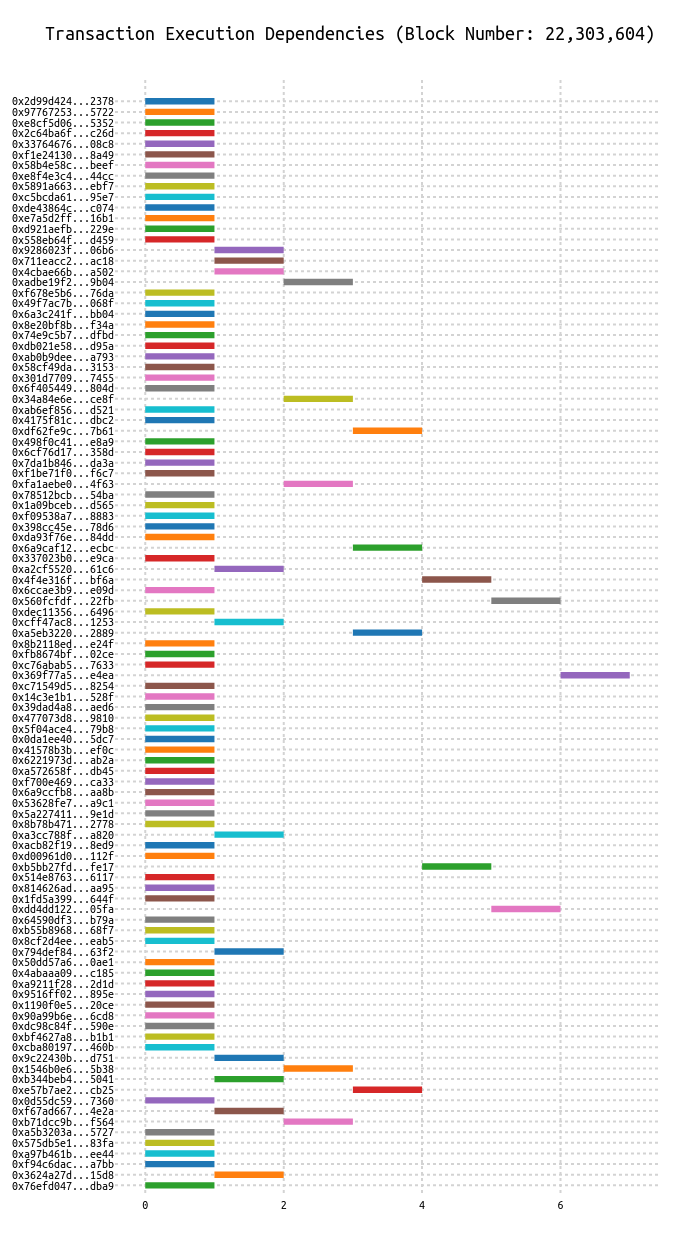 Transaction Execution Dependencies (Block Number: 22,303,604)
0x2d99d424...2378
0x97767253...5722
0xe8cf5d06...5352
0x2c64ba6f...c26d
0x33764676...08c8
0xf1e24130...8a49
0x58b4e58c...beef
0xe8f4e3c4...44cc
0x5891a663...ebf7
0xc5bcda61...95e7
0xde43864c...c074
0xe7a5d2ff...16b1
0xd921aefb...229e
0x558eb64f...d459
0x9286023f...06b6
0x711eacc2...ac18
0x4cbae66b...a502
0xadbe19f2...9b04
0xf678e5b6...76da
0x49f7ac7b...068f
0x6a3c241f...bb04
0x8e20bf8b...f34a
0x74e9c5b7...dfbd
0xdb021e58...d95a
0xab0b9dee...a793
0x58cf49da...3153
0x301d7709...7455
0x6f405449...804d
0x34a84e6e...ce8f
0xab6ef856...d521
0x4175f81c...dbc2
0xdf62fe9c...7b61
0x498f0c41...e8a9
0x6cf76d17...358d
0x7da1b846...da3a
0xf1be71f0...f6c7
0xfa1aebe0...4f63
0x78512bcb...54ba
0x1a09bceb...d565
0xf09538a7...8883
0x398cc45e...78d6
0xda93f76e...84dd
0x6a9caf12...ecbc
0x337023b0...e9ca
0xa2cf5520...61c6
0x4f4e316f...bf6a
0x6ccae3b9...e09d
0x560fcfdf...22fb
0xdec11356...6496
0xcff47ac8...1253
0xa5eb3220...2889
0x8b2118ed...e24f
0xfb8674bf...02ce
0xc76abab5...7633
0x369f77a5...e4ea
0xc71549d5...8254
0x14c3e1b1...528f
0x39dad4a8...aed6
0x477073d8...9810
0x5f04ace4...79b8
0x0da1ee40...5dc7
0x41578b3b...ef0c
0x6221973d...ab2a
0xa572658f...db45
0xf700e469...ca33
0x6a9ccfb8...aa8b
0x53628fe7...a9c1
0x5a227411...9e1d
0x8b78b471...2778
0xa3cc788f...a820
0xacb82f19...8ed9
0xd00961d0...112f
0xb5bb27fd...fe17
0x514e8763...6117
0x814626ad...aa95
0x1fd5a399...644f
0xdd4dd122...05fa
0x64590df3...b79a
0xb55b8968...68f7
0x8cf2d4ee...eab5
0x794def84...63f2
0x50dd57a6...0ae1
0x4abaaa09...c185
0xa9211f28...2d1d
0x9516ff02...895e
0x1190f0e5...20ce
0x90a99b6e...6cd8
0xdc98c84f...590e
0xbf4627a8...b1b1
0xcba80197...460b
0x9c22430b...d751
0x1546b0e6...5b38
0xb344beb4...5041
0xe57b7ae2...cb25
0x0d55dc59...7360
0xf67ad667...4e2a
0xb71dcc9b...f564
0xa5b3203a...5727
0x575db5e1...83fa
0xa97b461b...ee44
0xf94c6dac...a7bb
0x3624a27d...15d8
0x76efd047...dba9
0 2 4 6